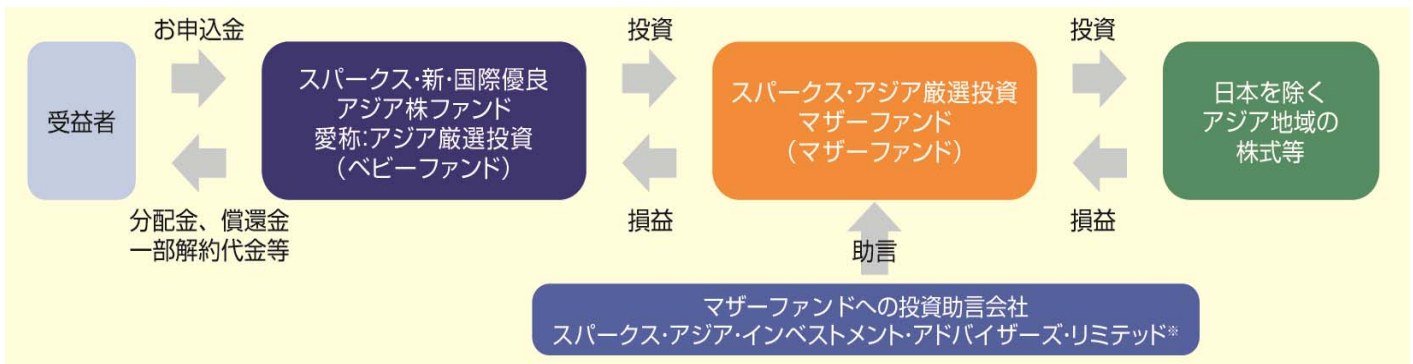 お申込金
投資
投資
受益者
スパークス・新・国際優良
アジア株ファンド
愛称:アジア厳選投資
(ベビーファンド)
スパークス・アジア厳選投資
マザーファンド
(マザーファンド)
日本を除く
アジア地域の
株式等
分配金、償還金
一部解約代金等
損益
損益
助言
マザーファンドへの投資助言会社
スパークス・アジア・インベストメント・アドバイザーズ・リミテッド※